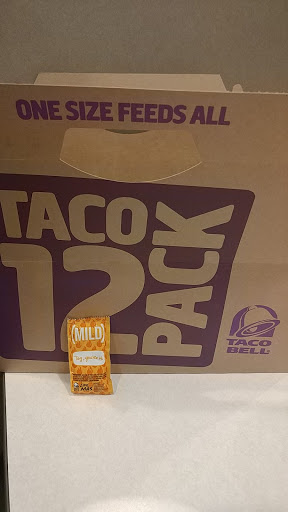 ONE SIZE FEEDS ALL
TACO
12
PACK
TACO
BELL
(MILD)